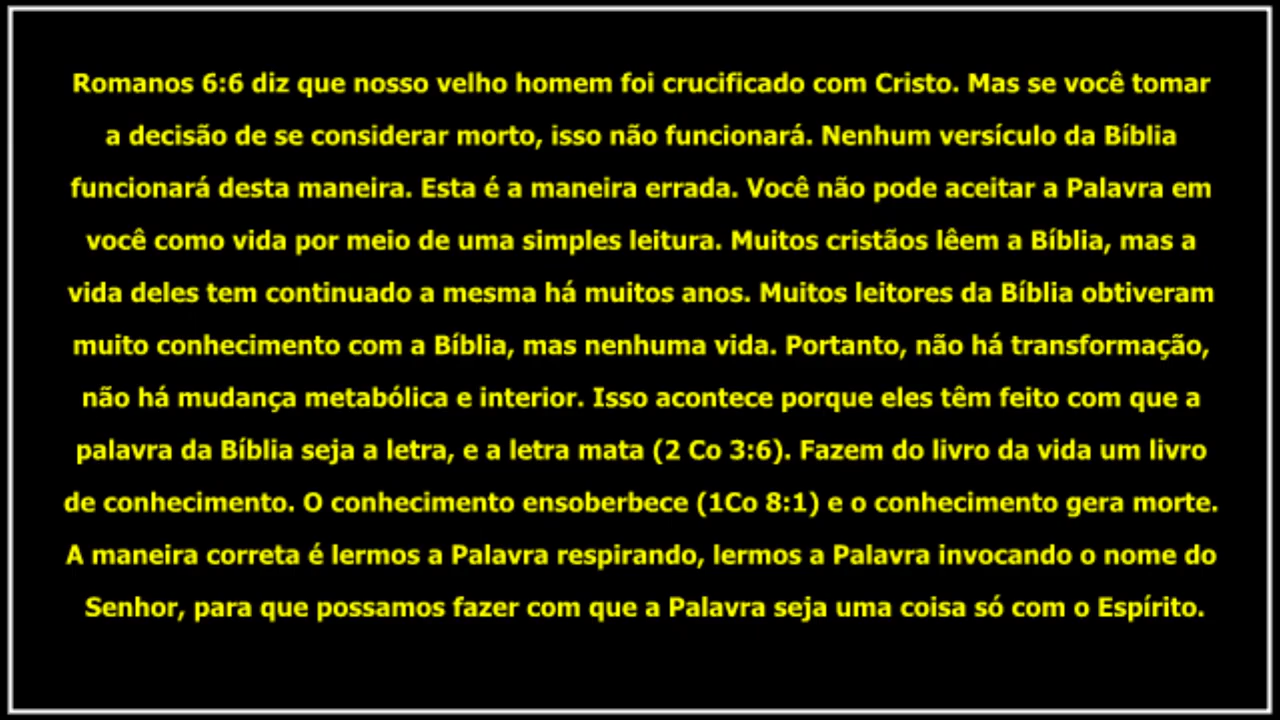 Romanos 6:6 diz que nosso velho homem foi crucificado com Cristo. Mas se você tomar
a decisão de se considerar morto, isso não funcionará. Nenhum versículo da Bíblia
funcionará desta maneira. Esta é a maneira errada. Você não pode aceitar a Palavra em
você como vida por meio de uma simples leitura. Muitos cristãos lêem a Bíblia, mas a
vida deles tem continuado a mesma há muitos anos. Muitos leitores da Bíblia obtiveram
muito conhecimento com a Bíblia, mas nenhuma vida. Portanto, não há transformação,
não há mudança metabólica e interior. Isso acontece porque eles têm feito com que a
palavra da Bíblia seja a letra, e a letra mata (2 Co 3:6). Fazem do livro da vida um livro
de conhecimento. O conhecimento ensoberbece (1Co 8:1) e o conhecimento gera morte.
A maneira correta é lermos a Palavra respirando, lermos a Palavra invocando o nome do
Senhor, para que possamos fazer com que a Palavra seja uma coisa só com o Espírito.